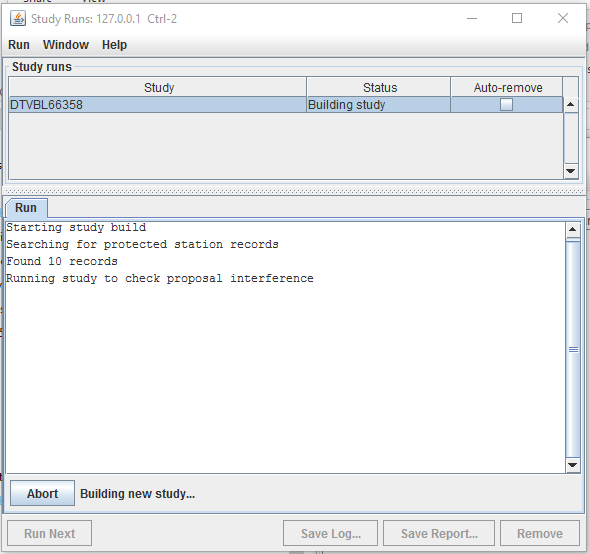 Study Runs: 127.0.0.1 Ctrl-2
Run Window Help
Study runs
Study Status Auto-remove
DTVBL66358 Building study
Run
Starting study build
Searching for protected station records
Found 10 records
Running study to check proposal interference
Abort Building new study...
Run Next Save Log... Save Report... Remove